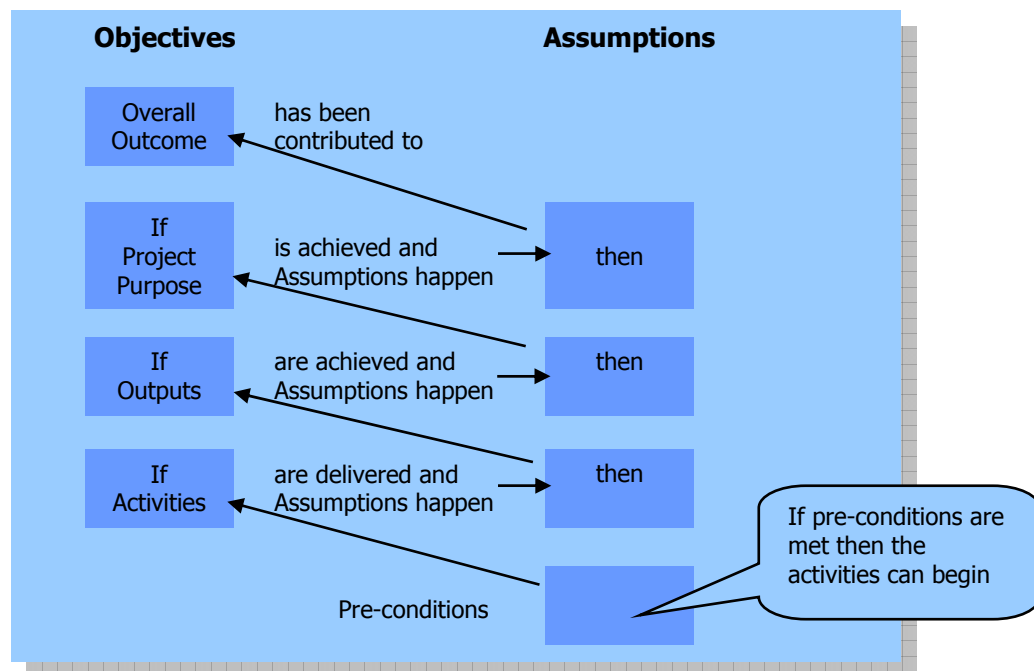 Objectives
Assumptions
Overall
Outcome
has been
contributed to
If
Project
Purpose
is achieved and
Assumptions happen
then
If
Outputs
are achieved and
Assumptions happen
then
If
Activities
are delivered and
Assumptions happen
then
If pre-conditions are
met then the
activities can begin
Pre-conditions